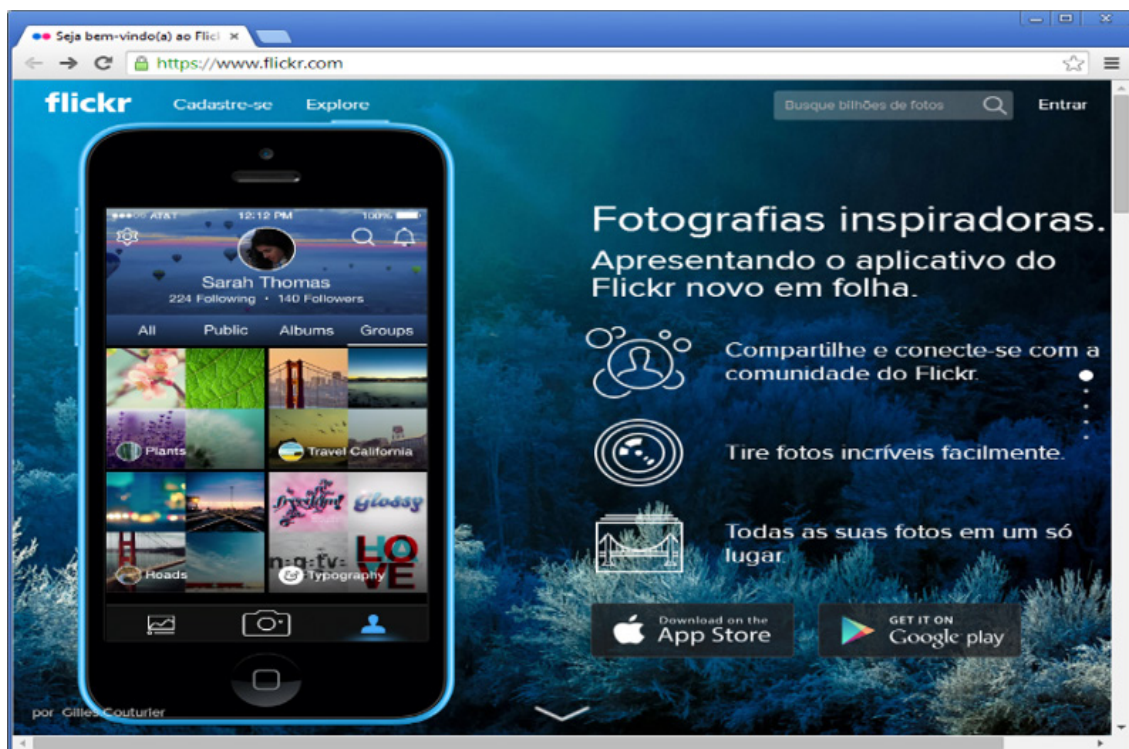 Seja bem-vindo(a) ao Flic
https://www.flickr.com
flickr Cadastre-se Explore Busque bilhões de fotos Entrar
AT&T 12:12 PM 100%
Sarah Thomas
224 Following • 140 Followers
All Public Albums Groups
Plants Travel California
freedom! Glossy
Roads Typography
LOVE
Fotografias inspiradoras.
Apresentando o aplicativo do
Flickr novo em folha.
Compartilhe e conecte-se com a
comunidade do Flickr.
Tire fotos incríveis facilmente.
Todas as suas fotos em um só
lugar.
Download on the
App Store
GET IT ON
Google play
por Gilles Couturier